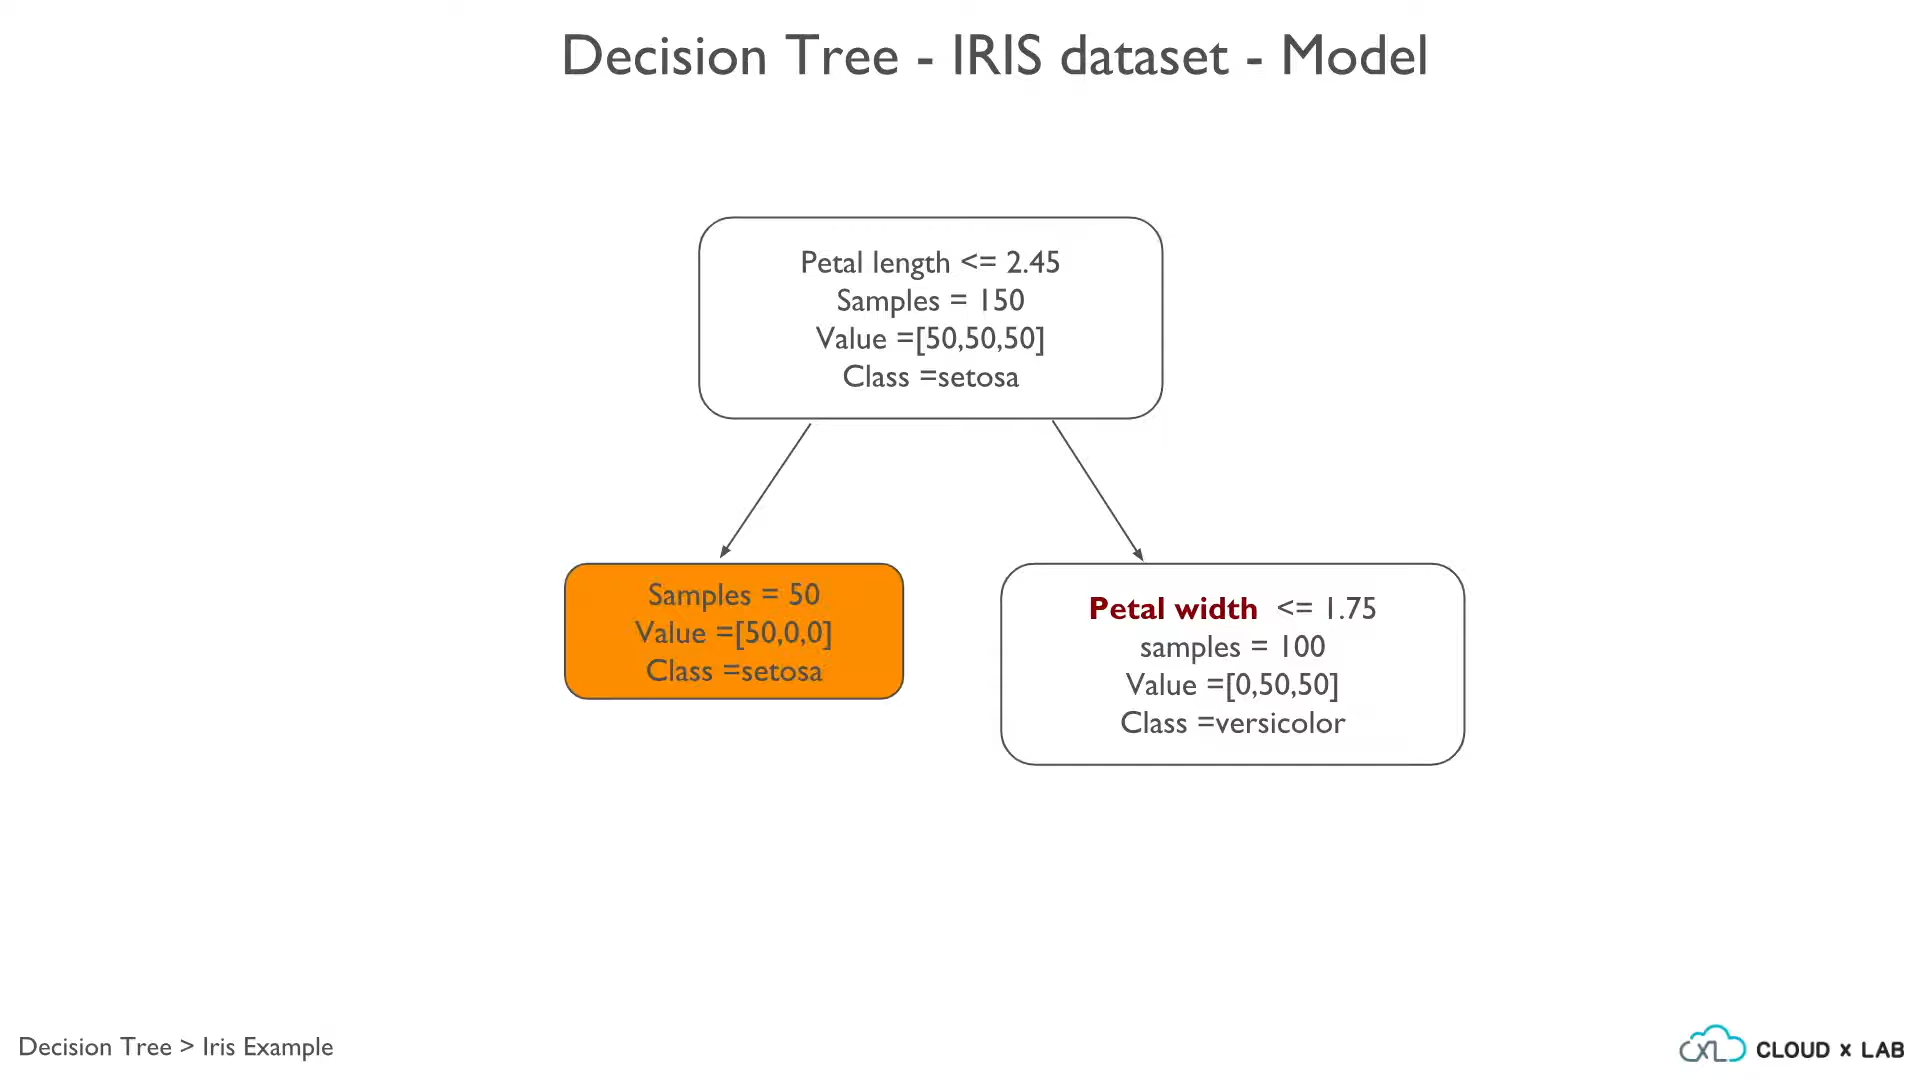 Decision Tree - IRIS dataset - Model
Petal length <= 2.45
Samples = 150
Value =[50,50,50]
Class =setosa
Samples = 50
Value =[50,0,0]
Class =setosa
Petal width <= 1.75
samples = 100
Value =[0,50,50]
Class =versicolor
Decision Tree > Iris Example
CXL CLOUD x LAB